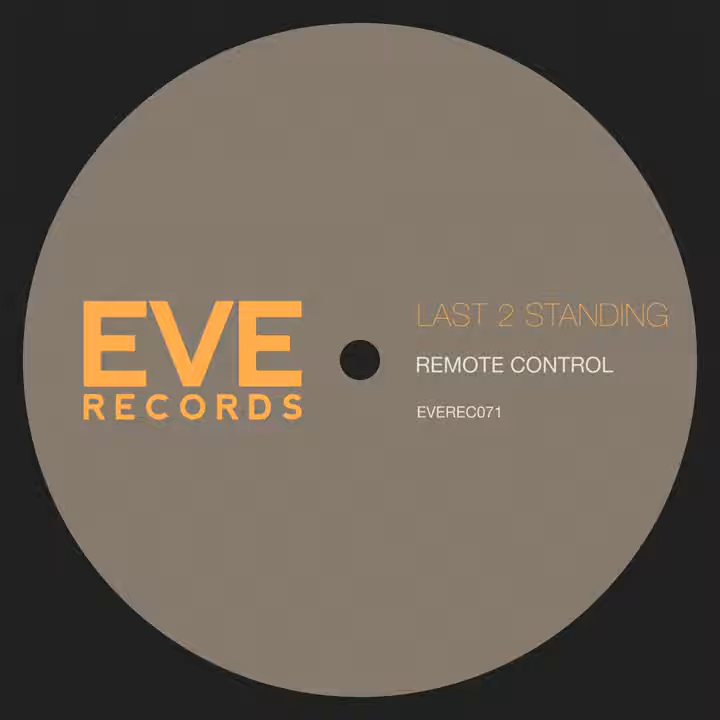 EVE
RECORDS
LAST 2 STANDING
REMOTE CONTROL
EVEREC071